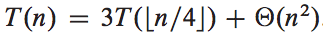 T(n) = 3T(⌊n/4⌋) + Θ(n²)